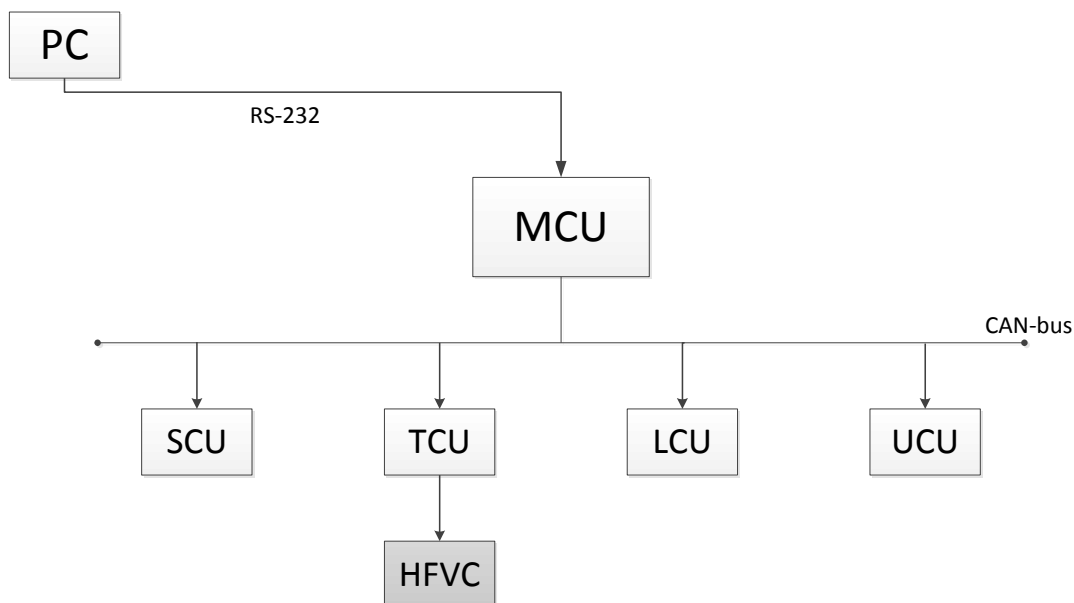 PC
RS-232
MCU
CAN-bus
SCU
TCU
LCU
UCU
HFVC